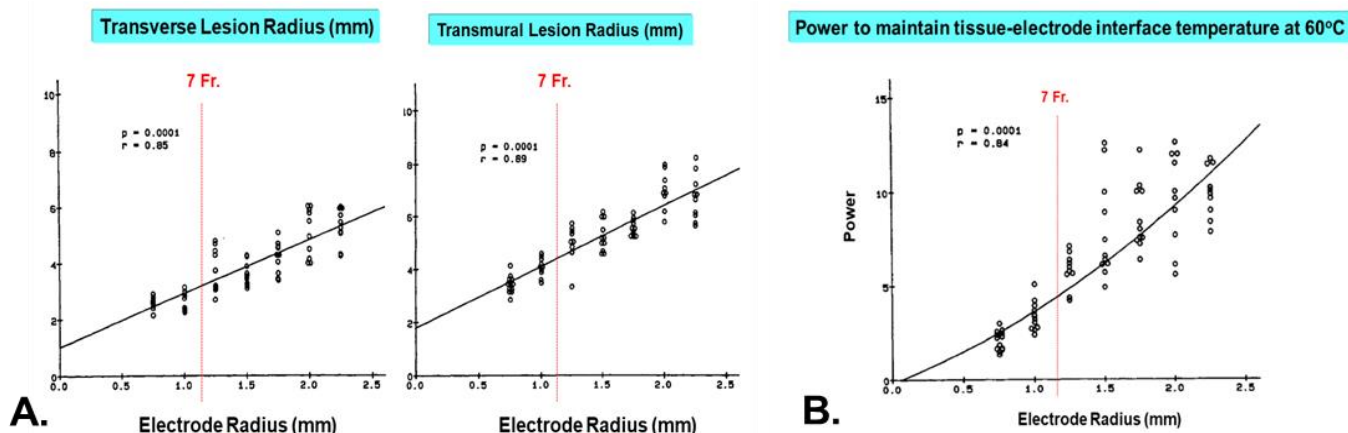 Transverse Lesion Radius (mm)
Transmural Lesion Radius (mm)
Power to maintain tissue-electrode interface temperature at 60°C
7 Fr.
10
8
6
4
2
p = 0.0001
r = 0.85
0.0
0.5
1.0
1.5
2.0
2.5
Electrode Radius (mm)
7 Fr.
10
8
6
4
2
p = 0.0001
r = 0.89
0.0
0.5
1.0
1.5
2.0
2.5
Electrode Radius (mm)
A.
7 Fr.
15
10
5
0
Power
p = 0.0001
r = 0.84
0.0
0.5
1.0
1.5
2.0
2.5
Electrode Radius (mm)
B.